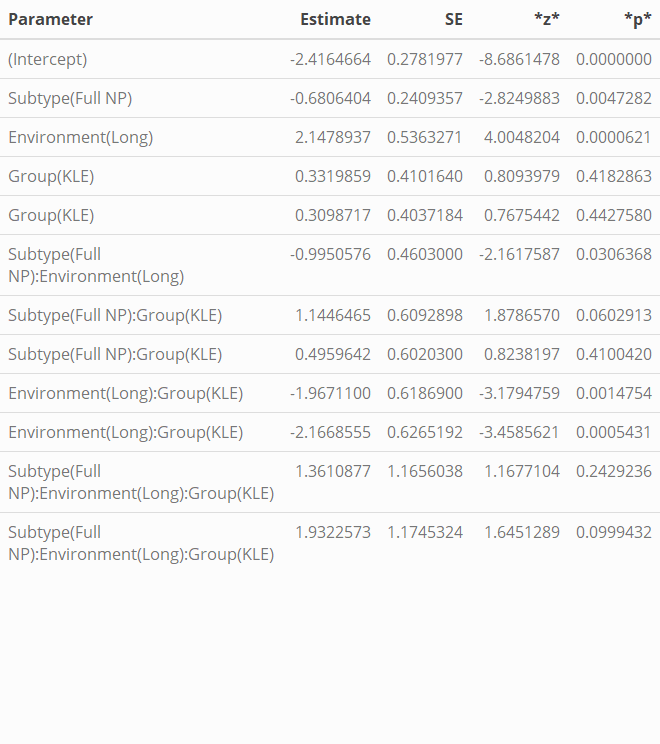 Parameter Estimate SE *z* *p*
(Intercept) -2.4164664 0.2781977 -8.6861478 0.0000000
Subtype(Full NP) -0.6806404 0.2409357 -2.8249883 0.0047282
Environment(Long) 2.1478937 0.5363271 4.0048204 0.0000621
Group(KLE) 0.3319859 0.4101640 0.8093979 0.4182863
Group(KLE) 0.3098717 0.4037184 0.7675442 0.4427580
Subtype(Full -0.9950576 0.4603000 -2.1617587 0.0306368
NP):Environment(Long)
Subtype(Full NP):Group(KLE) 1.1446465 0.6092898 1.8786570 0.0602913
Subtype(Full NP):Group(KLE) 0.4959642 0.6020300 0.8238197 0.4100420
Environment(Long):Group(KLE) -1.9671100 0.6186900 -3.1794759 0.0014754
Environment(Long):Group(KLE) -2.1668555 0.6265192 -3.4585621 0.0005431
Subtype(Full 1.3610877 1.1656038 1.1677104 0.2429236
NP):Environment(Long):Group(KLE)
Subtype(Full 1.9322573 1.1745324 1.6451289 0.0999432
NP):Environment(Long):Group(KLE)